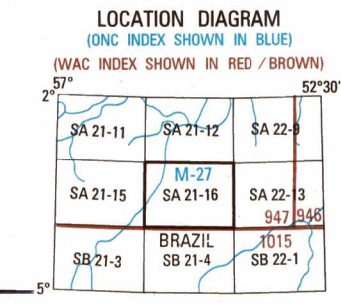 LOCATION DIAGRAM
(ONC INDEX SHOWN IN BLUE)
(WAC INDEX SHOWN IN RED / BROWN)
57° 52°30'
2°
SA 21-11 SA 21-12 SA 22-9
M-27
SA 21-15 SA 21-16 SA 22-13
947 946
BRAZIL 1015
SB 21-3 SB 21-4 SB 22-1
5°